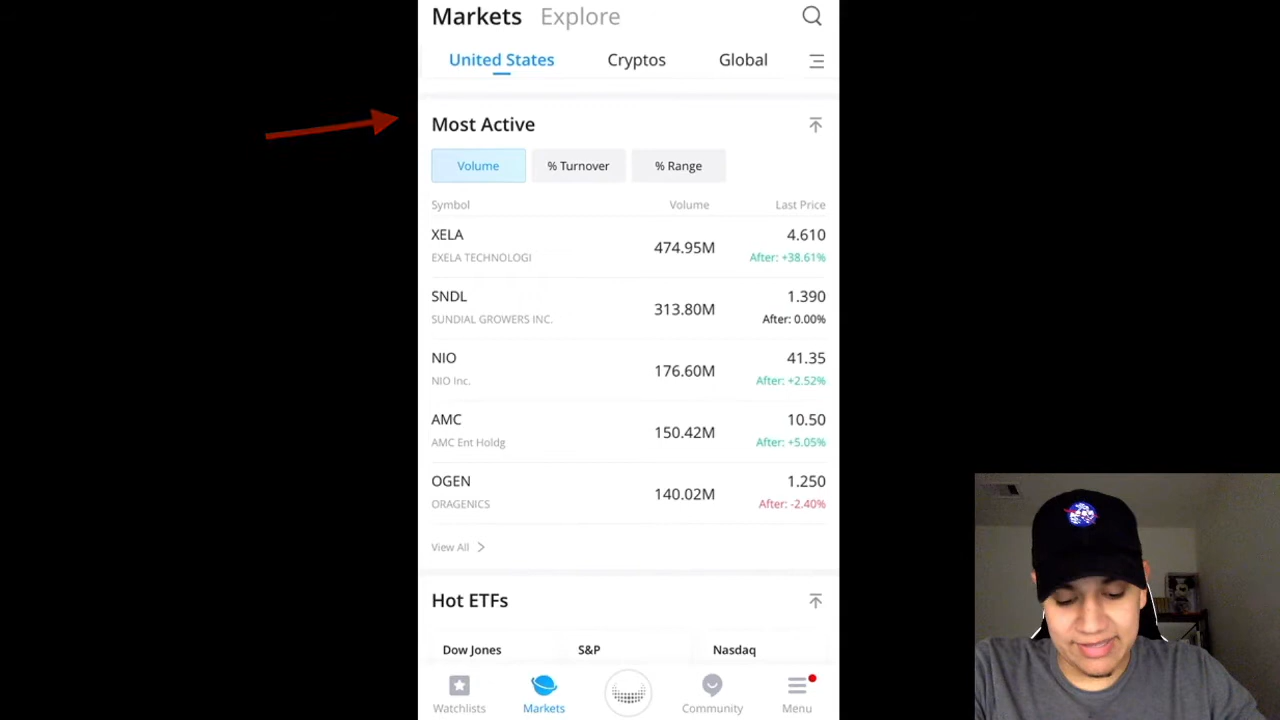 Markets Explore
United States Cryptos Global
Most Active
Volume % Turnover % Range
Symbol Volume Last Price
XELA 474.95M 4.610
EXELA TECHNOLOGI After: +38.61%
SNDL 313.80M 1.390
SUNDIAL GROWERS INC. After: 0.00%
NIO 176.60M 41.35
NIO Inc. After: +2.52%
AMC 150.42M 10.50
AMC Ent Holdg After: +5.05%
OGEN 140.02M 1.250
ORAGENICS After: -2.40%
View All
Hot ETFs
Dow Jones S&P Nasdaq
Watchlists Markets Community Menu